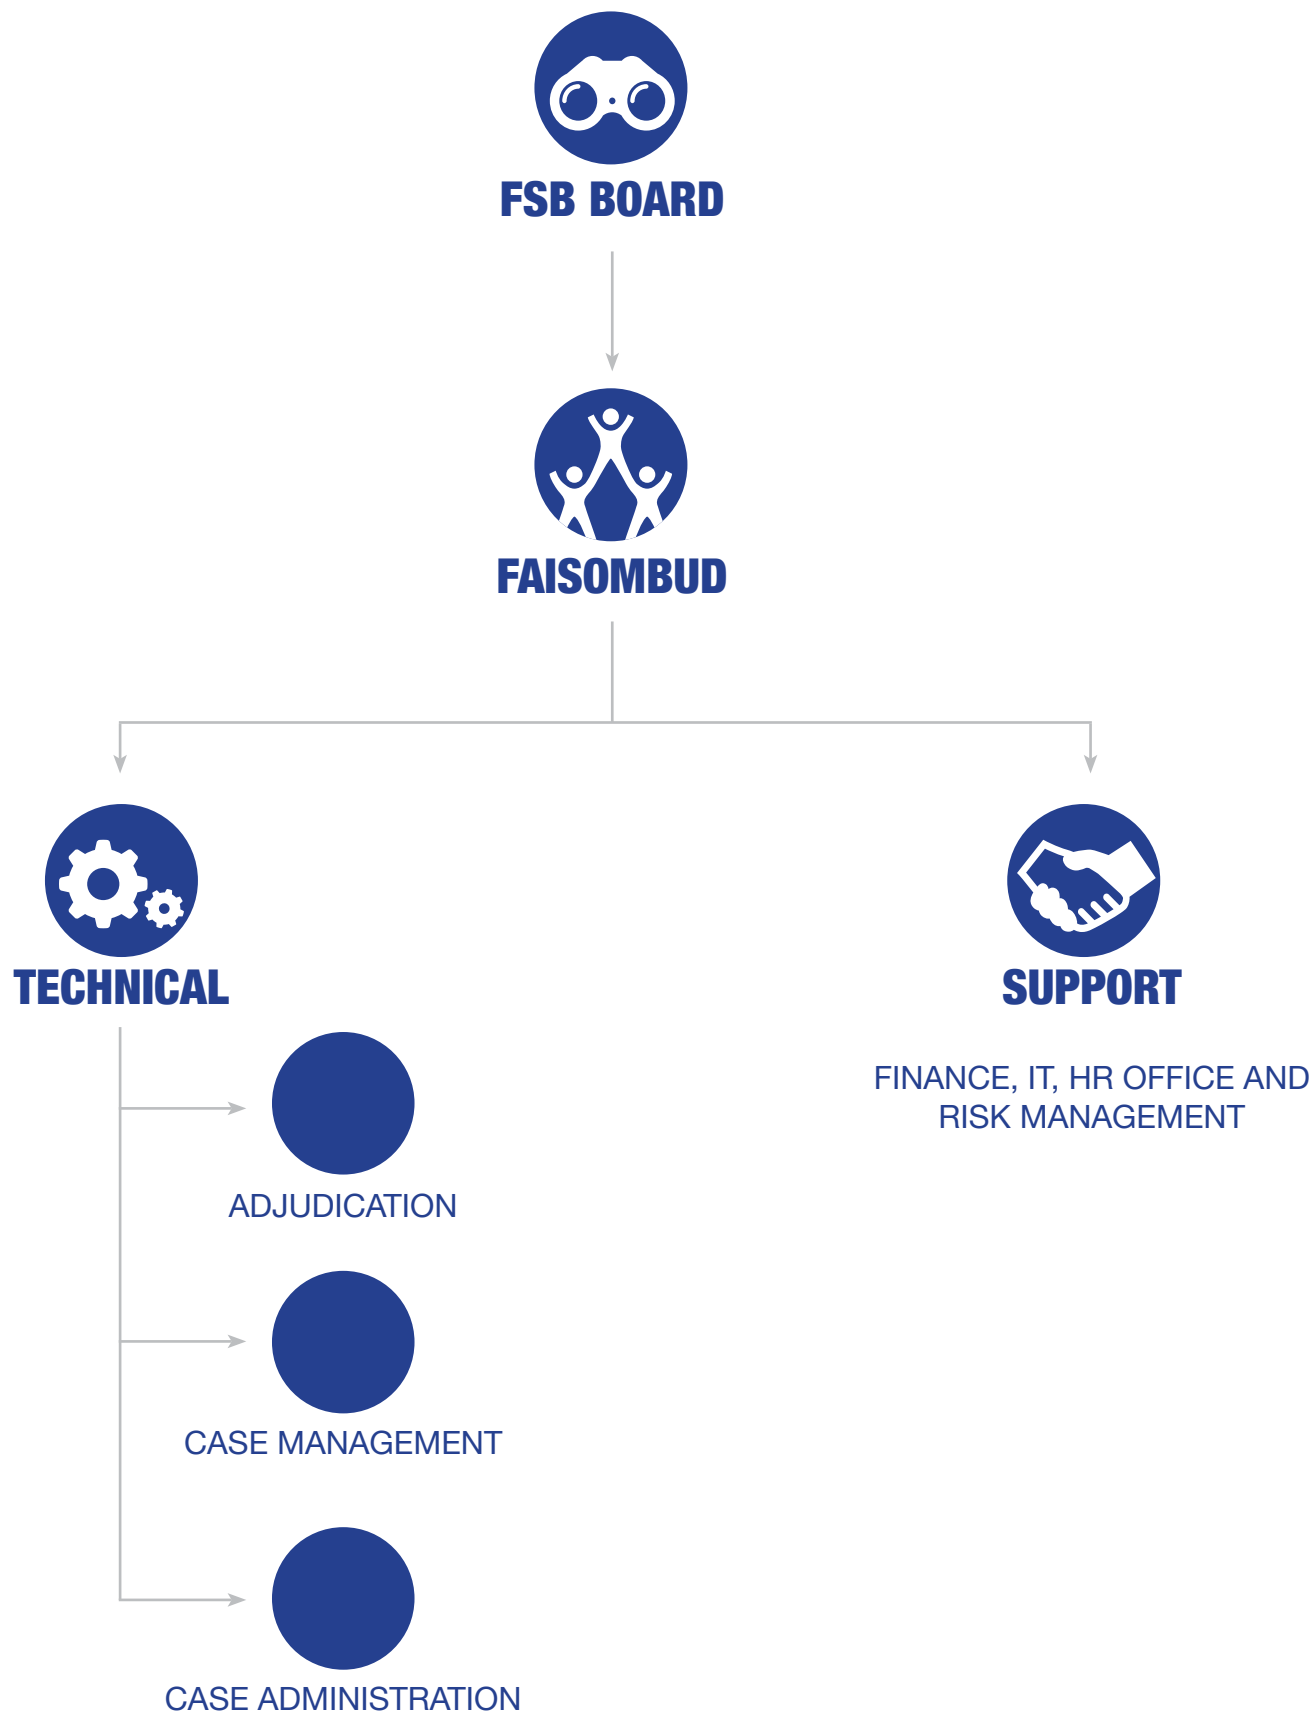 FSB BOARD
FAISOMBUD
TECHNICAL
SUPPORT
FINANCE, IT, HR OFFICE AND
RISK MANAGEMENT
ADJUDICATION
CASE MANAGEMENT
CASE ADMINISTRATION